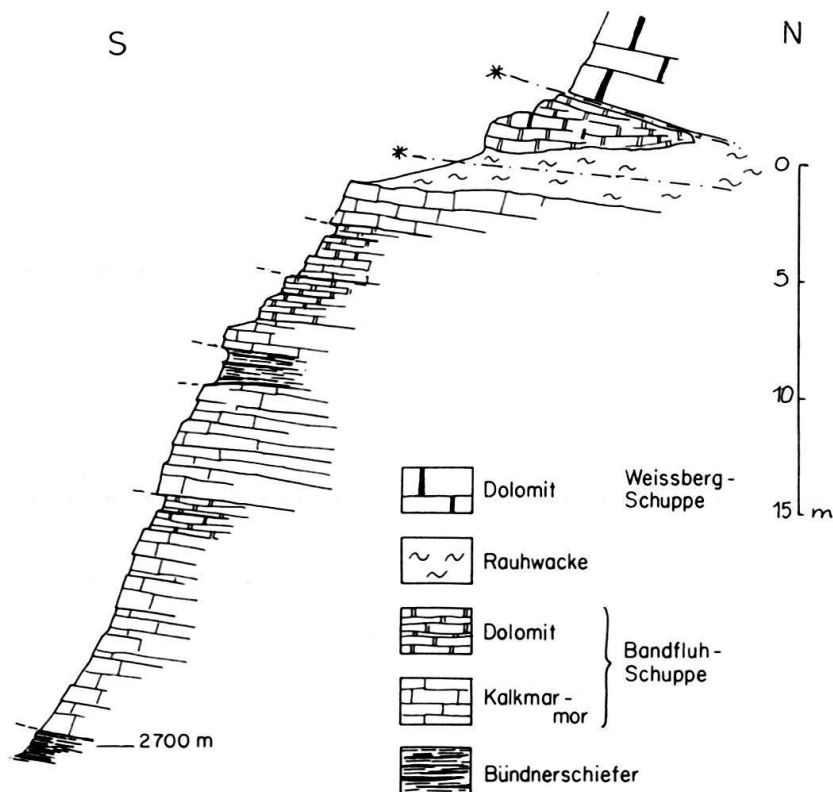 S
N
0
5
10
15 m
2700 m
Dolomit
Weissberg-
Schuppe
Rauhwacke
Dolomit
Bandfluh-
Schuppe
Kalkmar-
mor
Bündnerschiefer